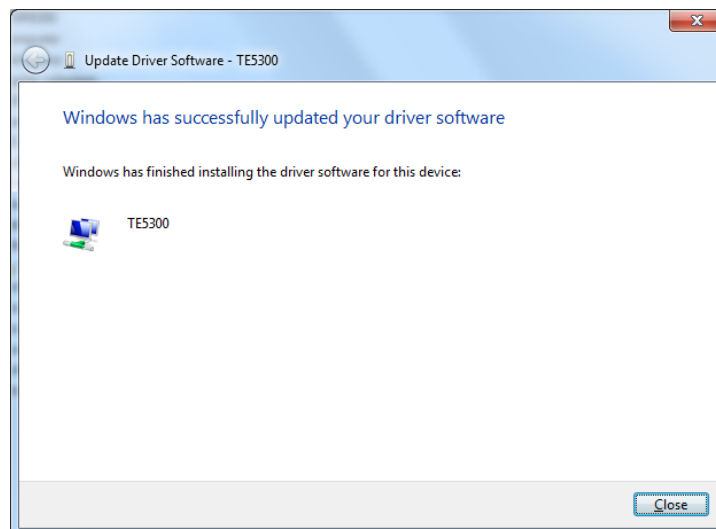 Update Driver Software - TE5300
Windows has successfully updated your driver software
Windows has finished installing the driver software for this device:
TE5300
Close